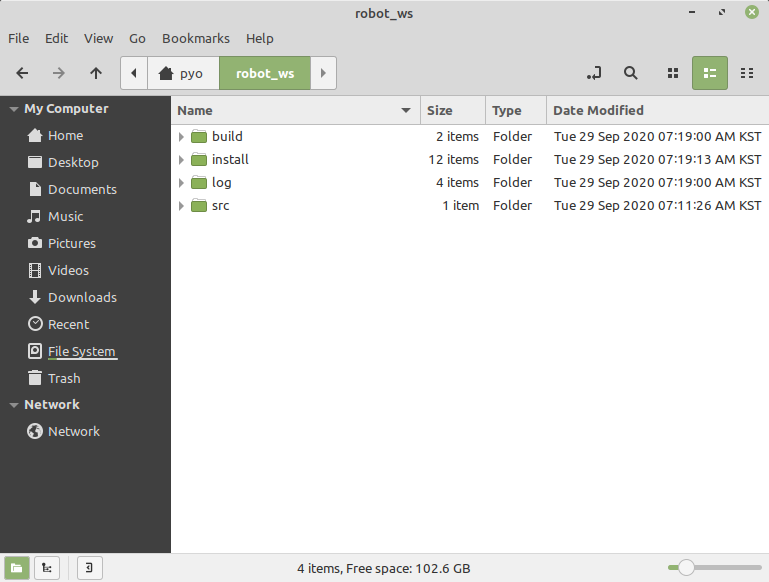 robot_ws
File Edit View Go Bookmarks Help
pyo robot_ws
My Computer
Home
Desktop
Documents
Music
Pictures
Videos
Downloads
Recent
File System
Trash
Network
Network
Name Size Type Date Modified
build 2 items Folder Tue 29 Sep 2020 07:19:00 AM KST
install 12 items Folder Tue 29 Sep 2020 07:19:13 AM KST
log 4 items Folder Tue 29 Sep 2020 07:19:00 AM KST
src 1 item Folder Tue 29 Sep 2020 07:11:26 AM KST
4 items, Free space: 102.6 GB